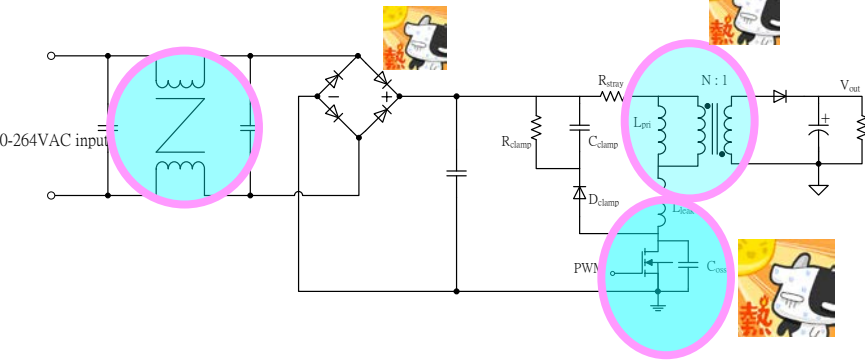 熱
熱
R_stray
N : 1
V_out
L_pri
+
0-264VAC input
− +
R_clamp
C_clamp
D_clamp
L_leak
PWM
C_oss
熱